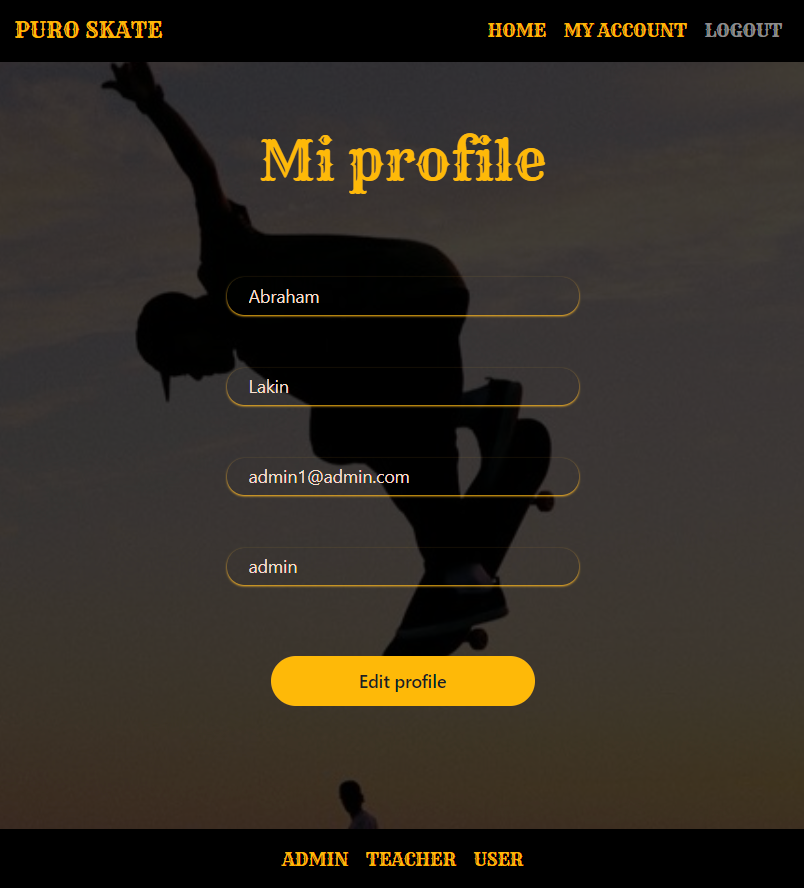 PURO SKATE HOME MY ACCOUNT LOGOUT
Mi profile
Abraham
Lakin
admin1@admin.com
admin
Edit profile
ADMIN TEACHER USER